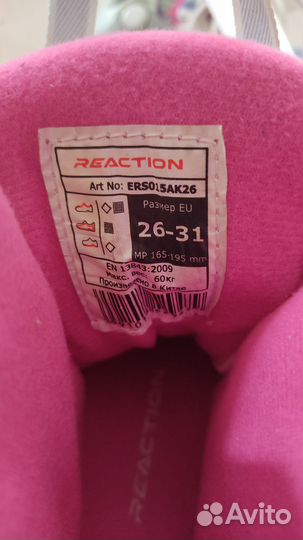 REACTION
Art No: ERS015AK26
Размер EU
26-31
MP 165-195 mm
EN 13843:2009
Макс. вес: 60кг
Произведено в Китае
REACTION
Avito